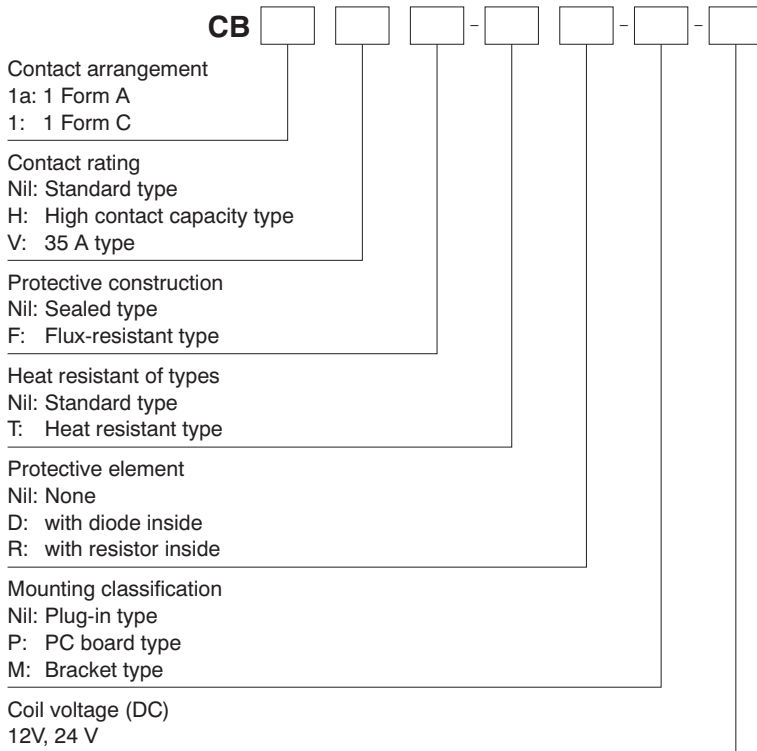 CB - - -
Contact arrangement
1a: 1 Form A
1: 1 Form C
Contact rating
Nil: Standard type
H: High contact capacity type
V: 35 A type
Protective construction
Nil: Sealed type
F: Flux-resistant type
Heat resistant of types
Nil: Standard type
T: Heat resistant type
Protective element
Nil: None
D: with diode inside
R: with resistor inside
Mounting classification
Nil: Plug-in type
P: PC board type
M: Bracket type
Coil voltage (DC)
12V, 24 V